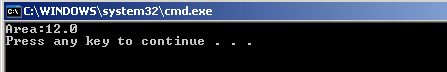 C:\WINDOWS\system32\cmd.exe
Area:12.0
Press any key to continue . . .